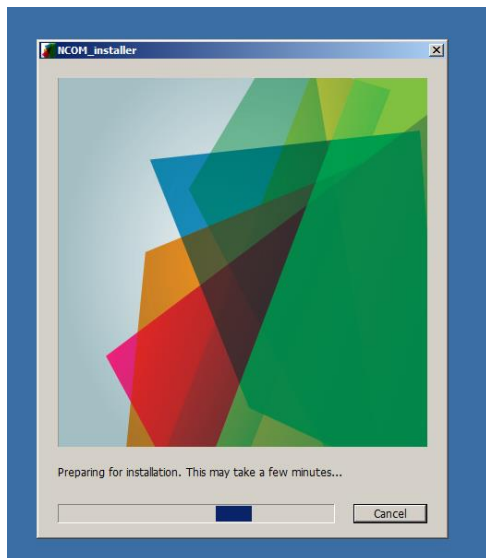 NCOM_installer
Preparing for installation. This may take a few minutes...
Cancel